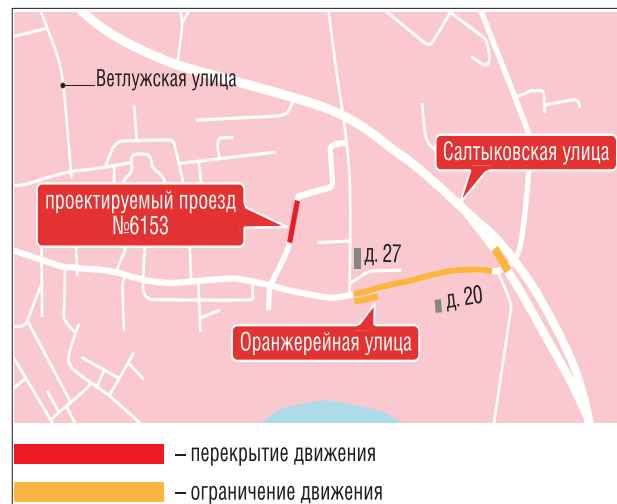 Ветлужская улица
Салтыковская улица
проектируемый проезд
№6153
д. 27
д. 20
Оранжерейная улица
– перекрытие движения
– ограничение движения